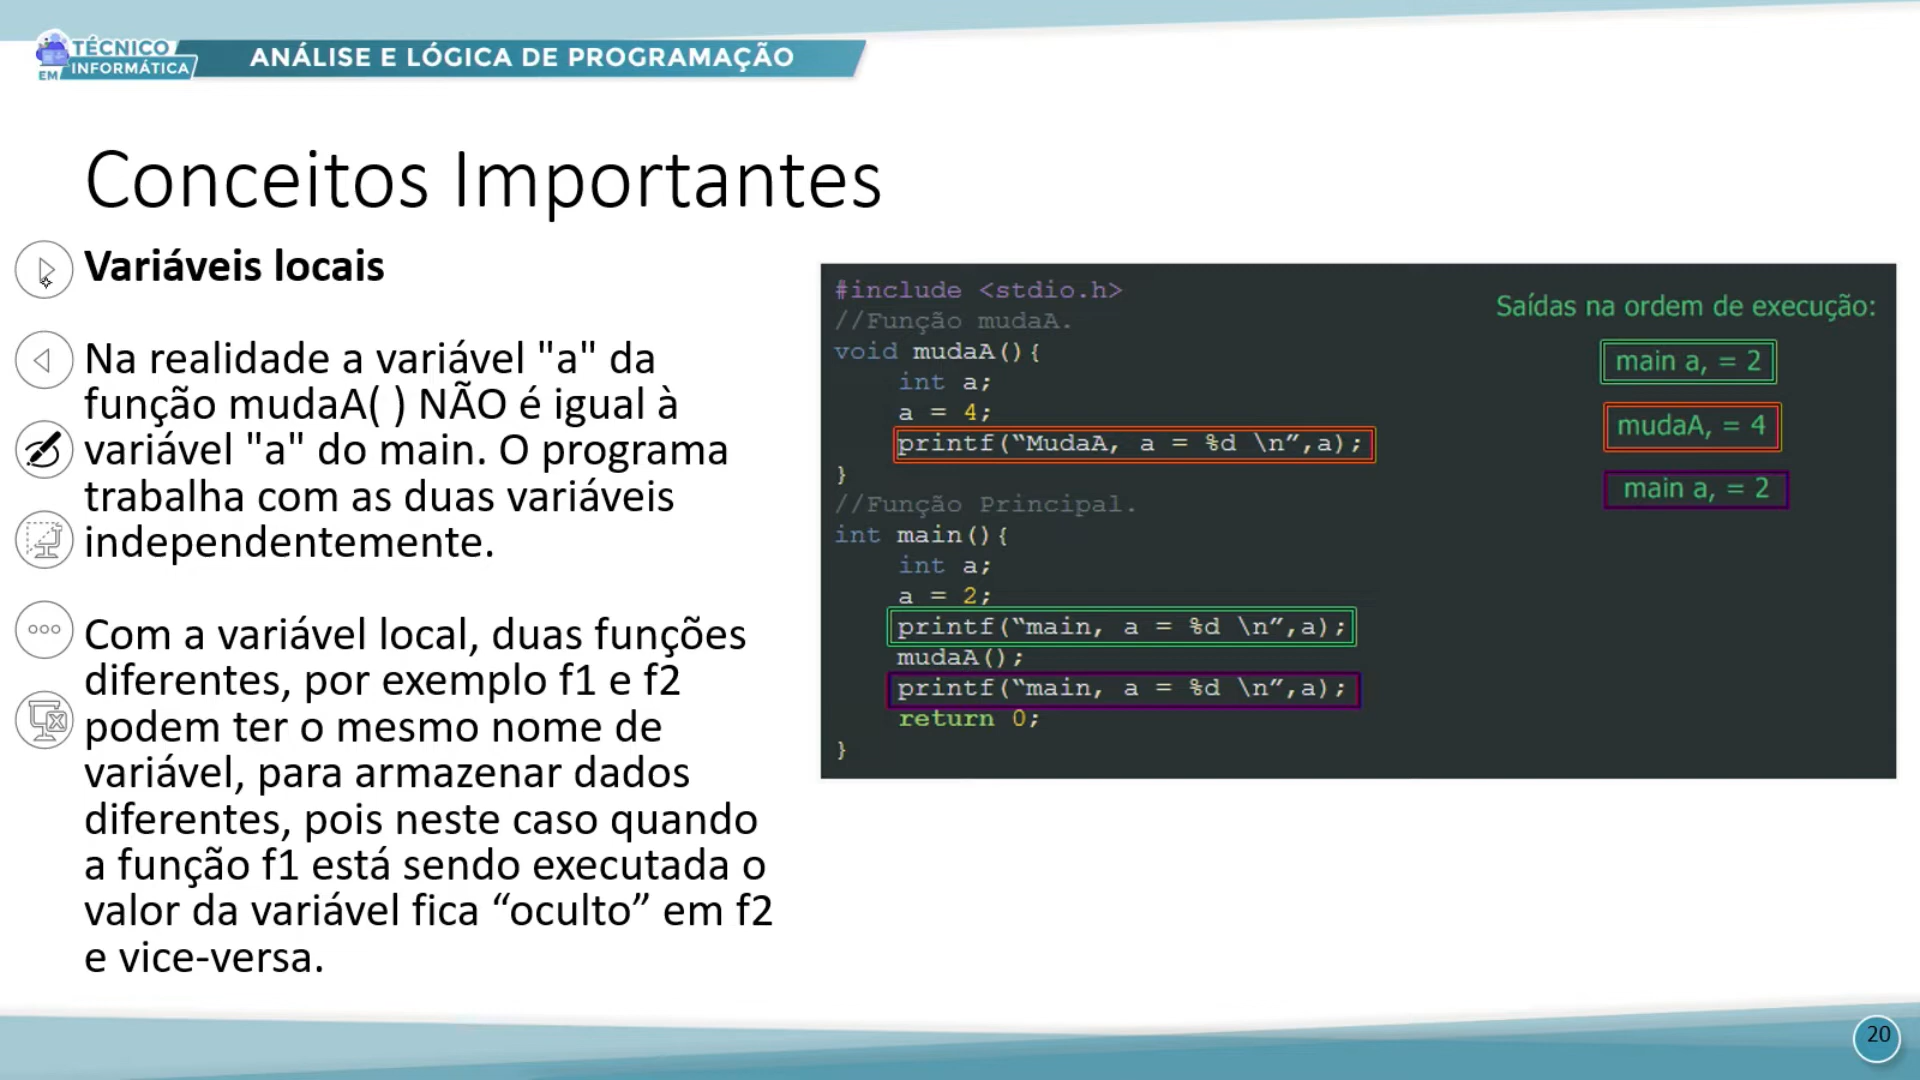 TÉCNICO
EM INFORMÁTICA
ANÁLISE E LÓGICA DE PROGRAMAÇÃO
Conceitos Importantes
Variáveis locais
Na realidade a variável "a" da
função mudaA( ) NÃO é igual à
variável "a" do main. O programa
trabalha com as duas variáveis
independentemente.
Com a variável local, duas funções
diferentes, por exemplo f1 e f2
podem ter o mesmo nome de
variável, para armazenar dados
diferentes, pois neste caso quando
a função f1 está sendo executada o
valor da variável fica “oculto” em f2
e vice-versa.
#include <stdio.h>
//Função mudaA.
void mudaA(){
int a;
a = 4;
printf(“MudaA, a = %d \n”,a);
}
//Função Principal.
int main(){
int a;
a = 2;
printf(“main, a = %d \n”,a);
mudaA();
printf(“main, a = %d \n”,a);
return 0;
}
Saídas na ordem de execução:
main a, = 2
mudaA, = 4
main a, = 2
20